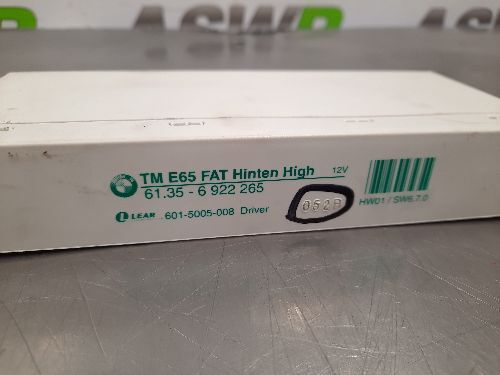 TM E65 FAT Hinten High 12V
61.35 - 6 922 265
LEAR 601-5005-008 Driver
052P
HW01 / SW6.7.0